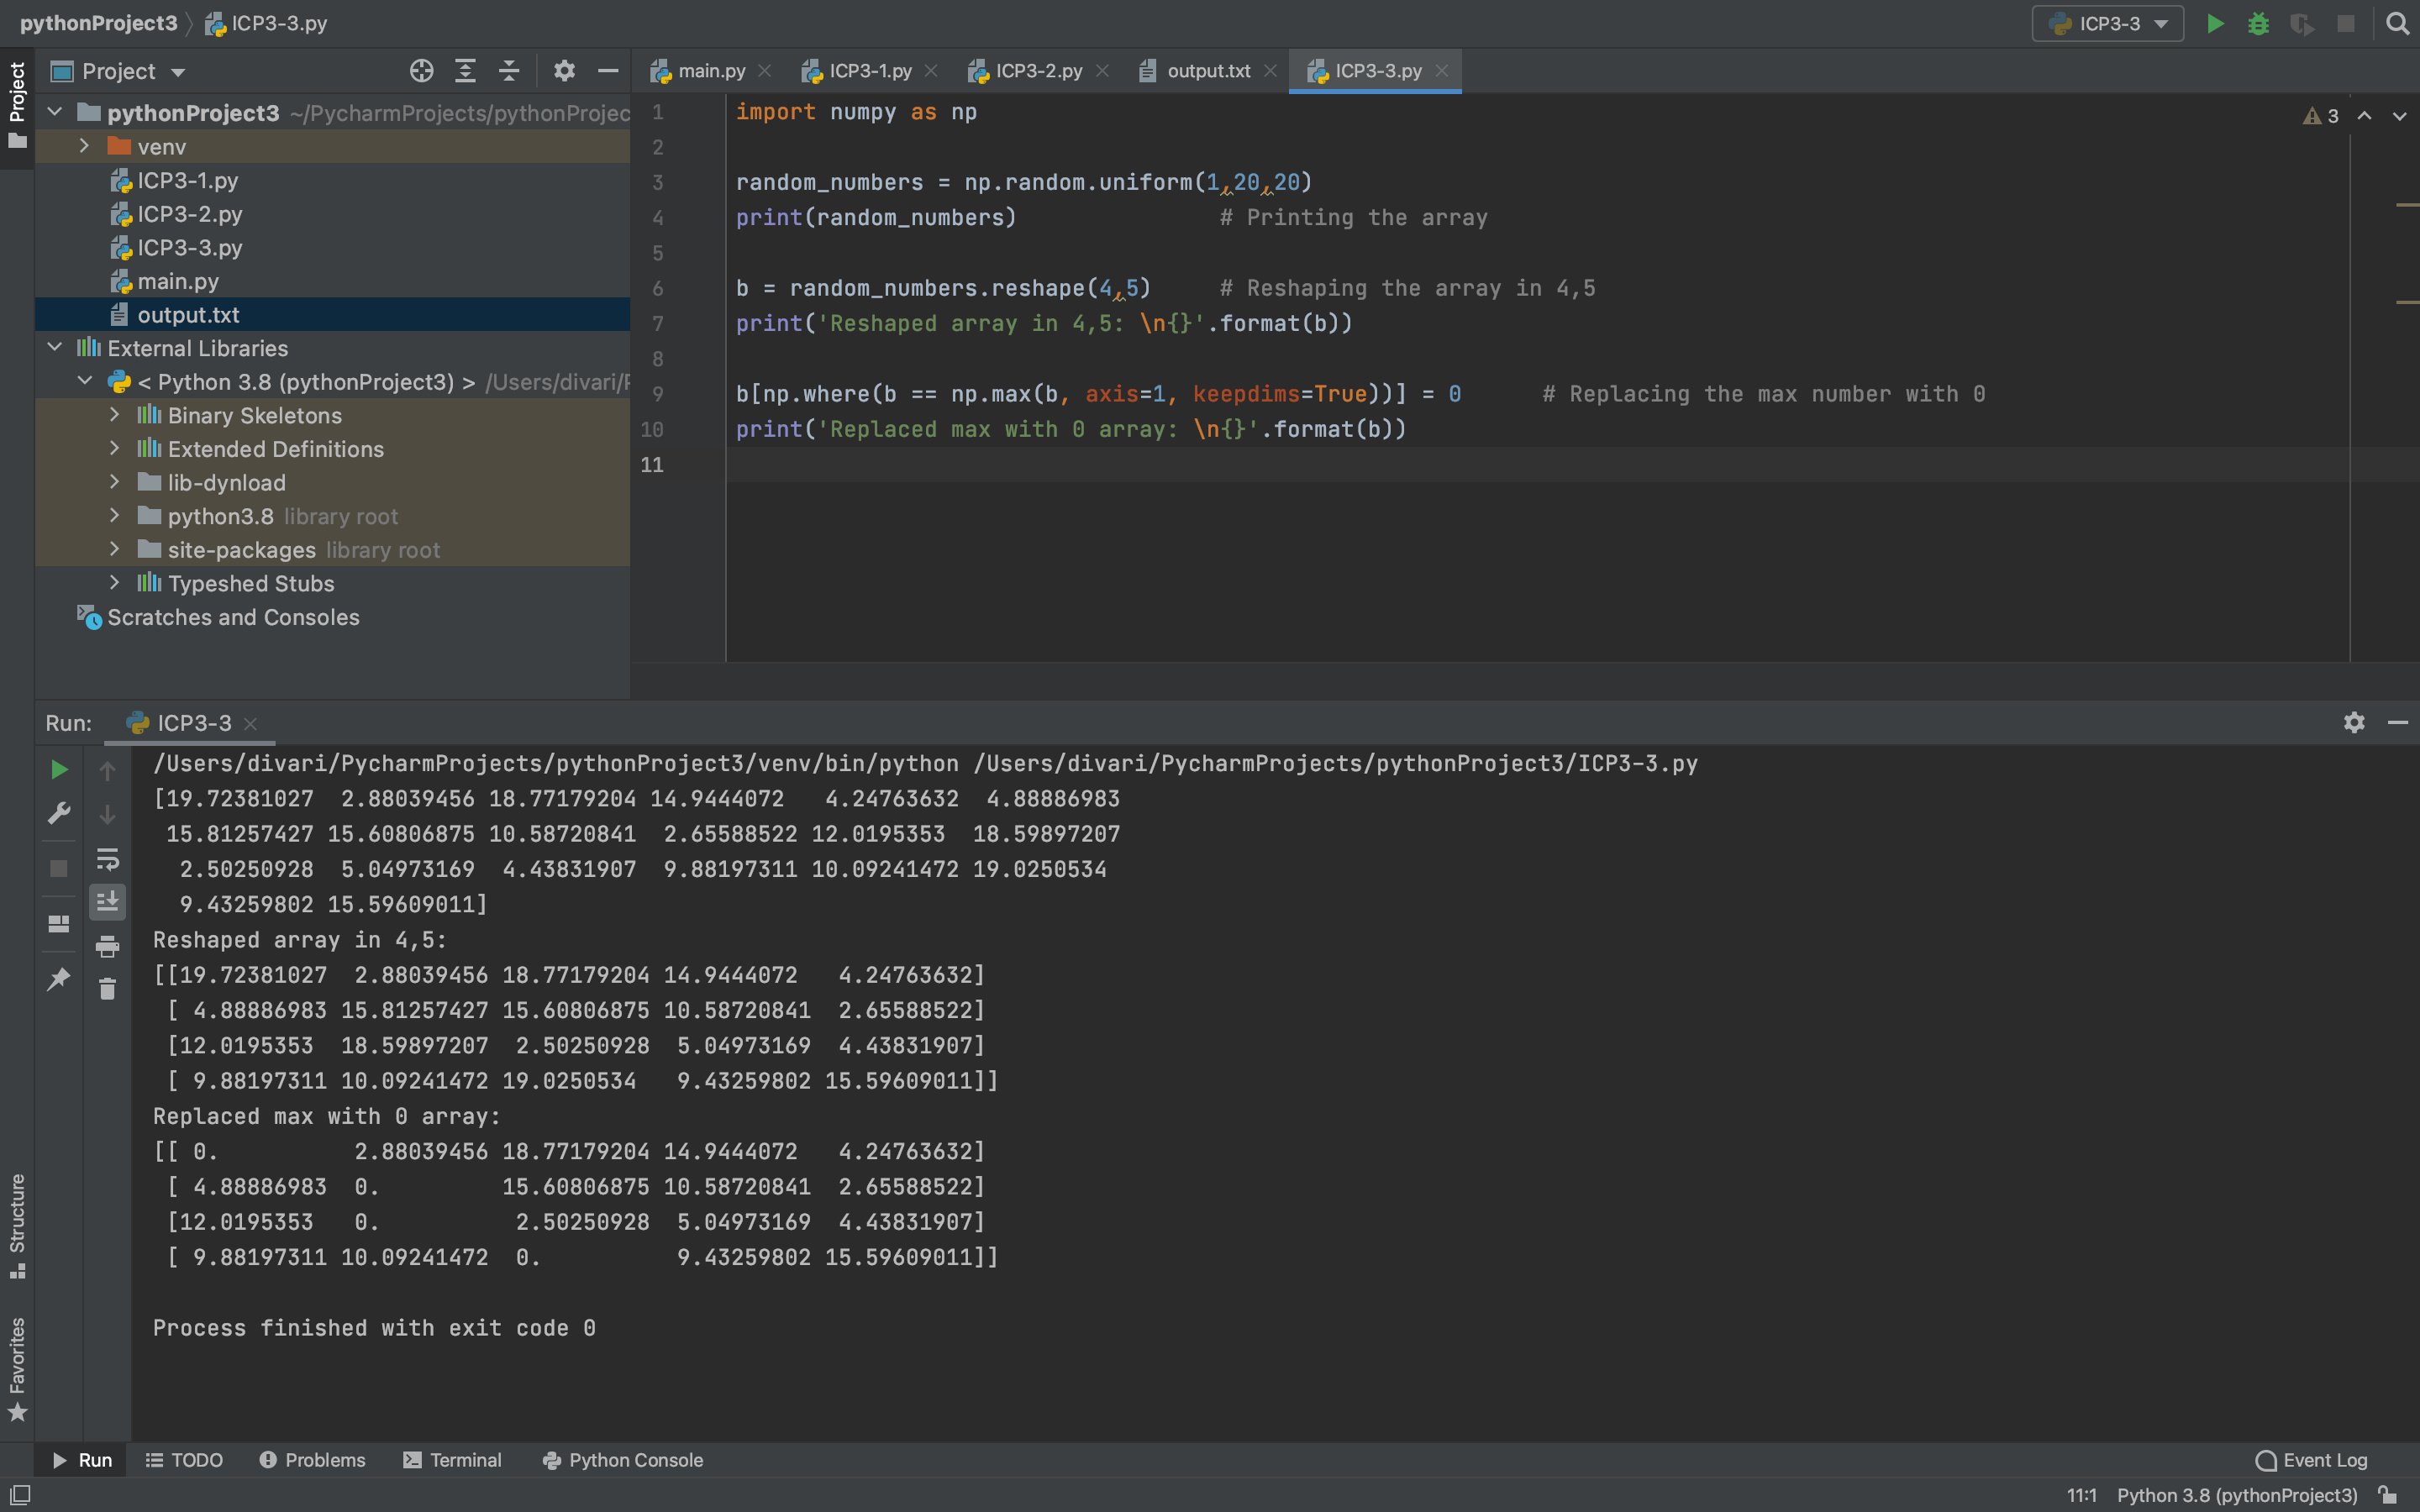 pythonProject3 ICP3-3.py ICP3-3
Project
Project
main.py ICP3-1.py ICP3-2.py output.txt ICP3-3.py
pythonProject3 ~/PycharmProjects/pythonProjec
venv
ICP3-1.py
ICP3-2.py
ICP3-3.py
main.py
output.txt
External Libraries
< Python 3.8 (pythonProject3) > /Users/divari/P
Binary Skeletons
Extended Definitions
lib-dynload
python3.8 library root
site-packages library root
Typeshed Stubs
Scratches and Consoles
3
1 import numpy as np
2
3 random_numbers = np.random.uniform(1,20,20)
4 print(random_numbers) # Printing the array
5
6 b = random_numbers.reshape(4,5) # Reshaping the array in 4,5
7 print('Reshaped array in 4,5: \n{}'.format(b))
8
9 b[np.where(b == np.max(b, axis=1, keepdims=True))] = 0 # Replacing the max number with 0
10 print('Replaced max with 0 array: \n{}'.format(b))
11
Run: ICP3-3
/Users/divari/PycharmProjects/pythonProject3/venv/bin/python /Users/divari/PycharmProjects/pythonProject3/ICP3-3.py
[19.72381027 2.88039456 18.77179204 14.9444072 4.24763632 4.88886983
15.81257427 15.60806875 10.58720841 2.65588522 12.0195353 18.59897207
2.50250928 5.04973169 4.43831907 9.88197311 10.09241472 19.0250534
9.43259802 15.59609011]
Reshaped array in 4,5:
[[19.72381027 2.88039456 18.77179204 14.9444072 4.24763632]
[ 4.88886983 15.81257427 15.60806875 10.58720841 2.65588522]
[12.0195353 18.59897207 2.50250928 5.04973169 4.43831907]
[ 9.88197311 10.09241472 19.0250534 9.43259802 15.59609011]]
Replaced max with 0 array:
[[ 0. 2.88039456 18.77179204 14.9444072 4.24763632]
[ 4.88886983 0. 15.60806875 10.58720841 2.65588522]
[12.0195353 0. 2.50250928 5.04973169 4.43831907]
[ 9.88197311 10.09241472 0. 9.43259802 15.59609011]]
Process finished with exit code 0
Structure
Favorites
Run TODO Problems Terminal Python Console Event Log
11:1 Python 3.8 (pythonProject3)